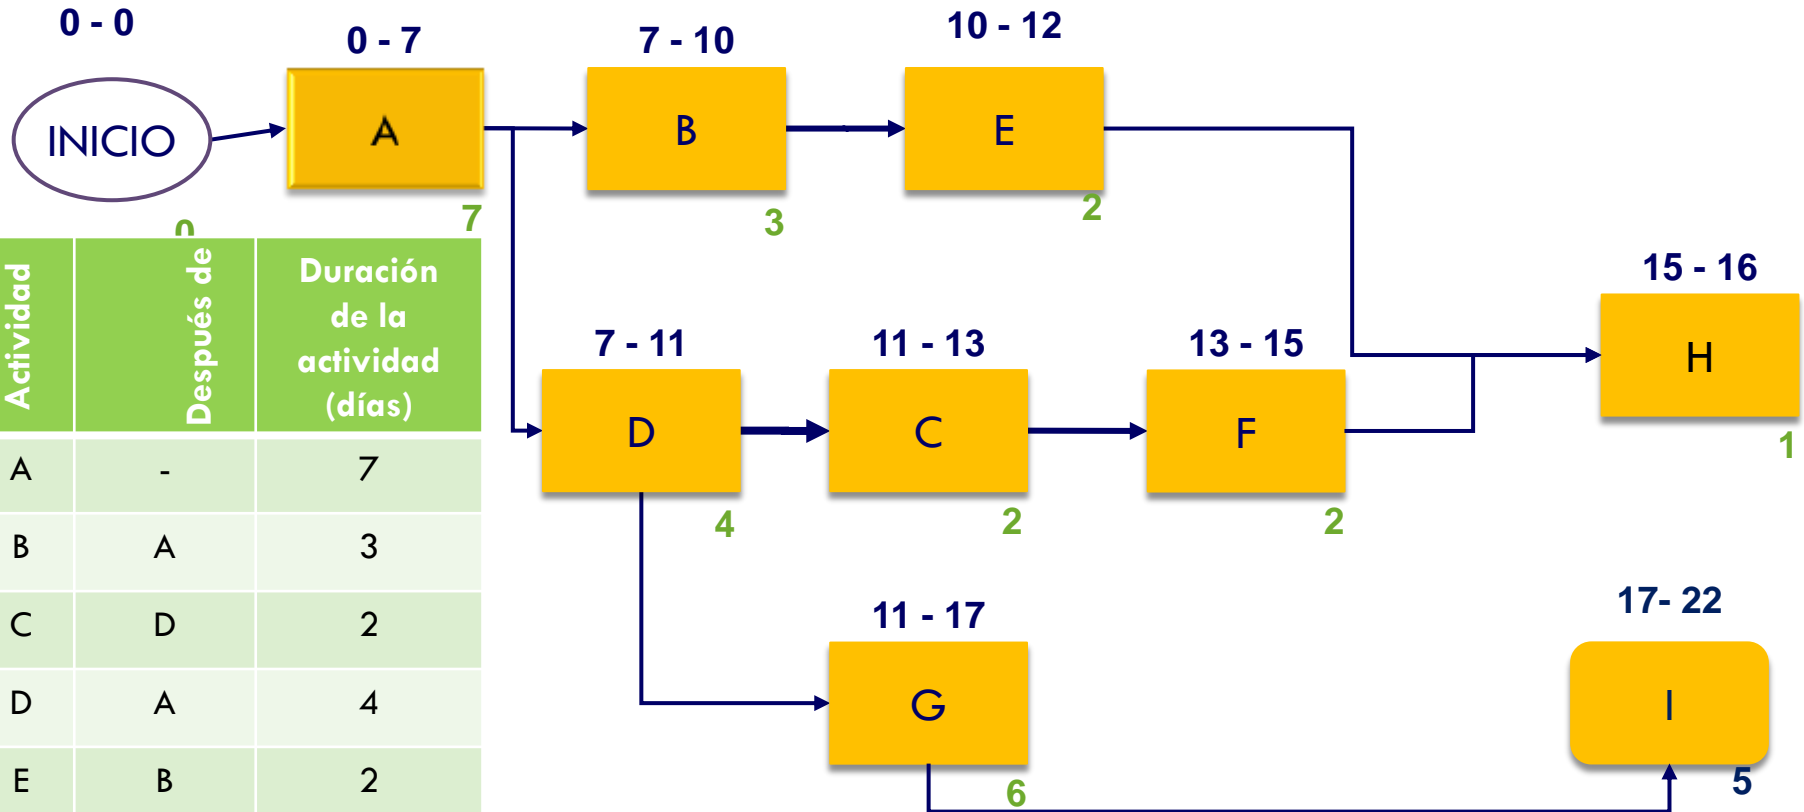 0 - 0
0 - 7
7 - 10
10 - 12
INICIO
A
B
E
0
7
3
2
15 - 16
H
1
7 - 11
11 - 13
13 - 15
D
C
F
4
2
2
11 - 17
17- 22
G
I
6
5
Actividad
Después de
Duración
de la
actividad
(días)
A - 7
B A 3
C D 2
D A 4
E B 2